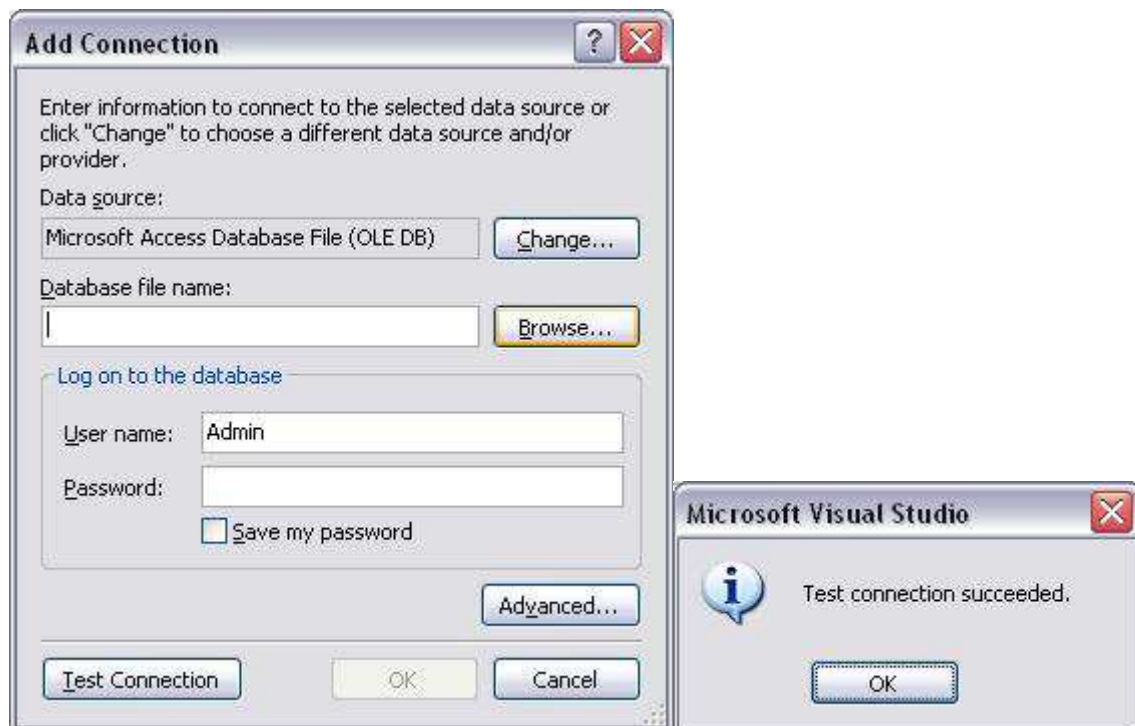 Add Connection
Enter information to connect to the selected data source or
click "Change" to choose a different data source and/or
provider.
Data source:
Microsoft Access Database File (OLE DB)
Change...
Database file name:
Browse...
Log on to the database
User name:
Admin
Password:
Save my password
Advanced...
Test Connection
OK
Cancel
Microsoft Visual Studio
Test connection succeeded.
OK